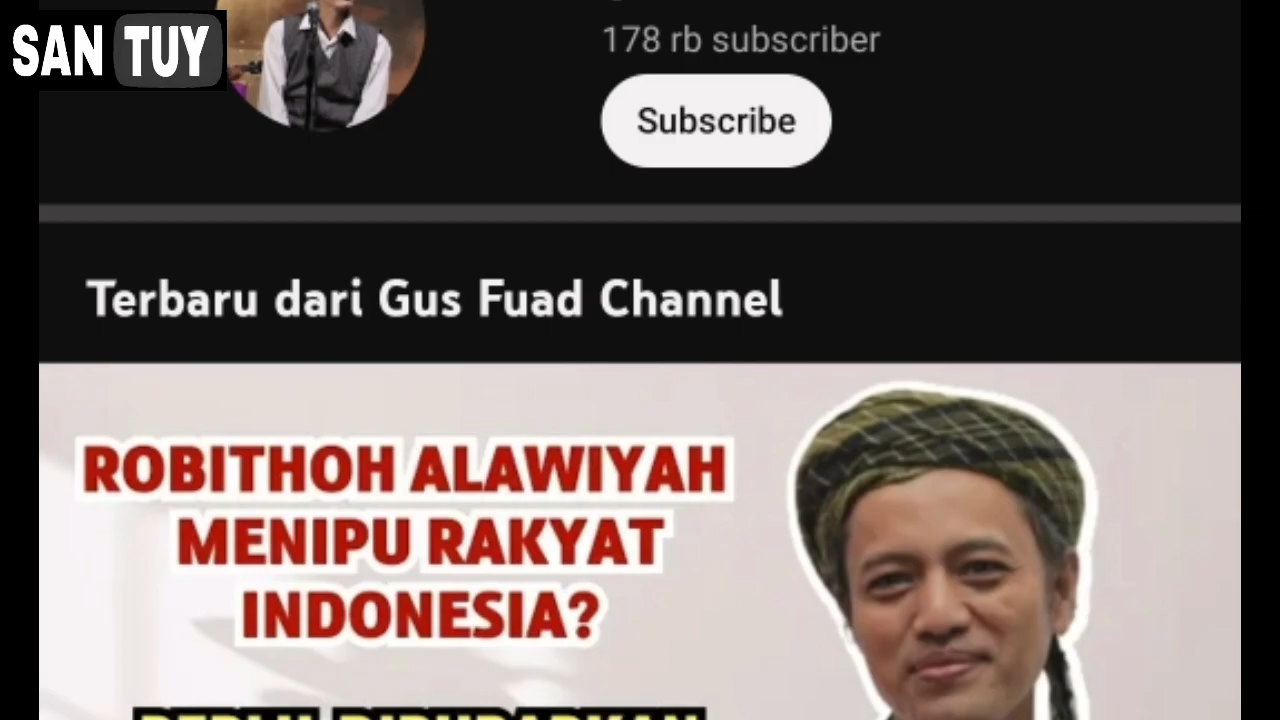 SAN TUY
178 rb subscriber
Subscribe
Terbaru dari Gus Fuad Channel
ROBITHOH ALAWIYAH
MENIPU RAKYAT
INDONESIA?